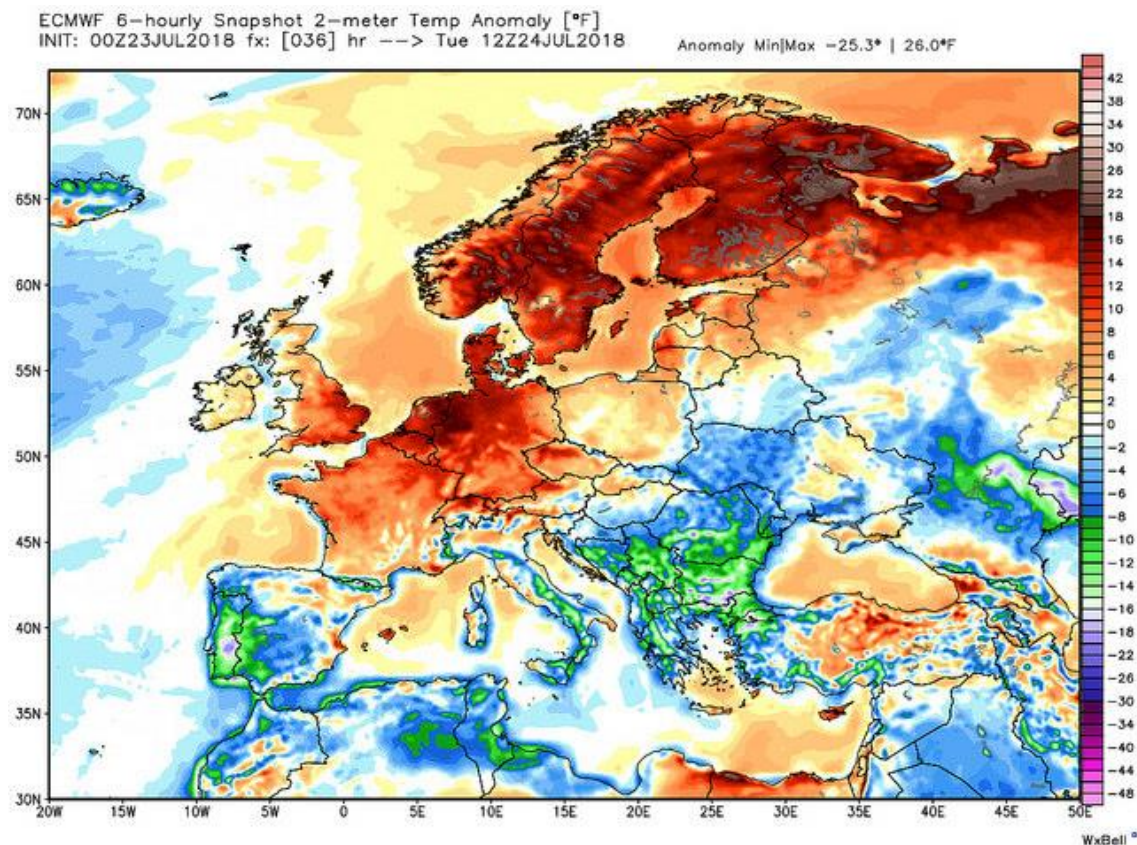 ECMWF 6-hourly Snapshot 2-meter Temp Anomaly [°F]
INIT: 00Z23JUL2018 fx: [036] hr --> Tue 12Z24JUL2018
Anomaly Min|Max -25.3° | 26.0°F
70N
65N
60N
55N
50N
45N
40N
35N
30N
20W 15W 10W 5W 0 5E 10E 15E 20E 25E 30E 35E 40E 45E 50E
42
38
34
30
26
22
18
16
14
12
10
8
6
4
2
0
-2
-4
-6
-8
-10
-12
-14
-16
-18
-22
-26
-30
-34
-40
-44
-48
WxBell